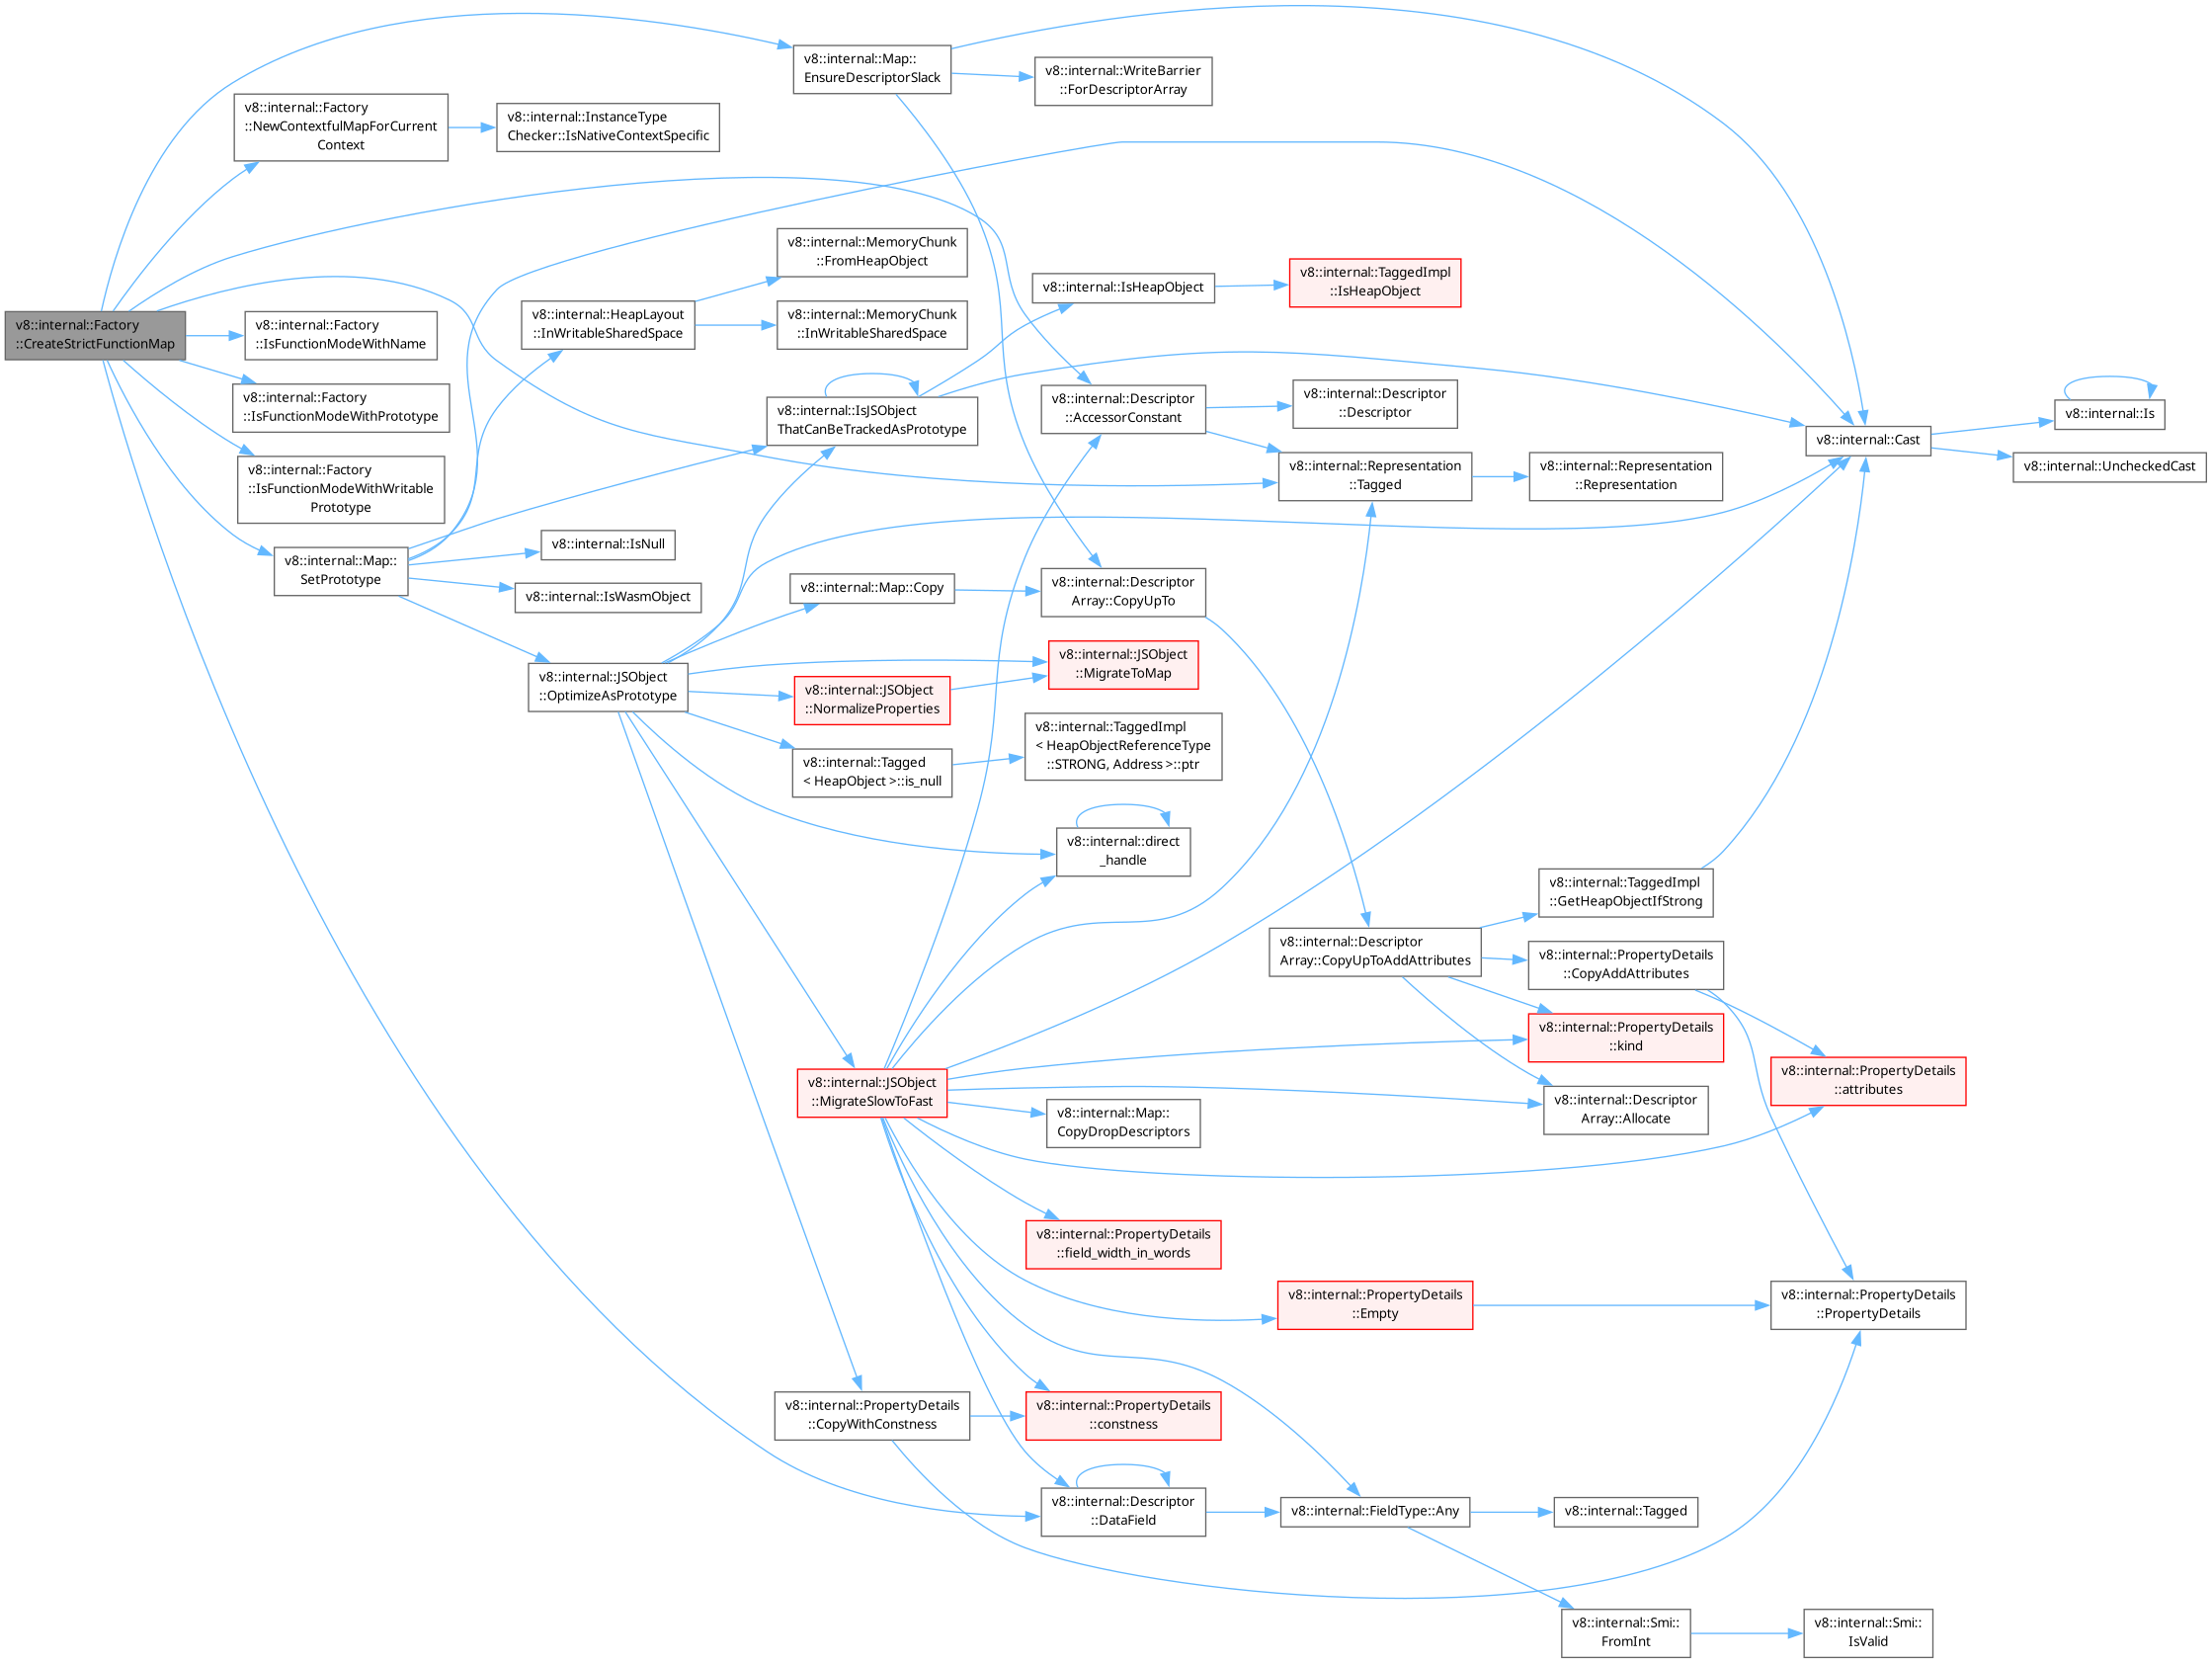 v8::internal::Factory
::CreateStrictFunctionMap
v8::internal::Map::
EnsureDescriptorSlack
v8::internal::WriteBarrier
::ForDescriptorArray
v8::internal::Factory
::NewContextfulMapForCurrent
Context
v8::internal::InstanceType
Checker::IsNativeContextSpecific
v8::internal::MemoryChunk
::FromHeapObject
v8::internal::HeapLayout
::InWritableSharedSpace
v8::internal::MemoryChunk
::InWritableSharedSpace
v8::internal::IsHeapObject
v8::internal::TaggedImpl
::IsHeapObject
v8::internal::Factory
::IsFunctionModeWithName
v8::internal::Factory
::IsFunctionModeWithPrototype
v8::internal::IsJSObject
ThatCanBeTrackedAsPrototype
v8::internal::Descriptor
::AccessorConstant
v8::internal::Descriptor
::Descriptor
v8::internal::Is
v8::internal::Cast
v8::internal::UncheckedCast
v8::internal::Factory
::IsFunctionModeWithWritable
Prototype
v8::internal::Representation
::Tagged
v8::internal::Representation
::Representation
v8::internal::Map::
SetPrototype
v8::internal::IsNull
v8::internal::IsWasmObject
v8::internal::Map::Copy
v8::internal::Descriptor
Array::CopyUpTo
v8::internal::JSObject
::OptimizeAsPrototype
v8::internal::JSObject
::NormalizeProperties
v8::internal::JSObject
::MigrateToMap
v8::internal::Tagged
< HeapObject >::is_null
v8::internal::TaggedImpl
< HeapObjectReferenceType
::STRONG, Address >::ptr
v8::internal::direct
_handle
v8::internal::TaggedImpl
::GetHeapObjectIfStrong
v8::internal::Descriptor
Array::CopyUpToAddAttributes
v8::internal::PropertyDetails
::CopyAddAttributes
v8::internal::PropertyDetails
::kind
v8::internal::PropertyDetails
::attributes
v8::internal::JSObject
::MigrateSlowToFast
v8::internal::Map::
CopyDropDescriptors
v8::internal::Descriptor
Array::Allocate
v8::internal::PropertyDetails
::field_width_in_words
v8::internal::PropertyDetails
::Empty
v8::internal::PropertyDetails
::PropertyDetails
v8::internal::PropertyDetails
::CopyWithConstness
v8::internal::PropertyDetails
::constness
v8::internal::Descriptor
::DataField
v8::internal::FieldType::Any
v8::internal::Tagged
v8::internal::Smi::
FromInt
v8::internal::Smi::
IsValid